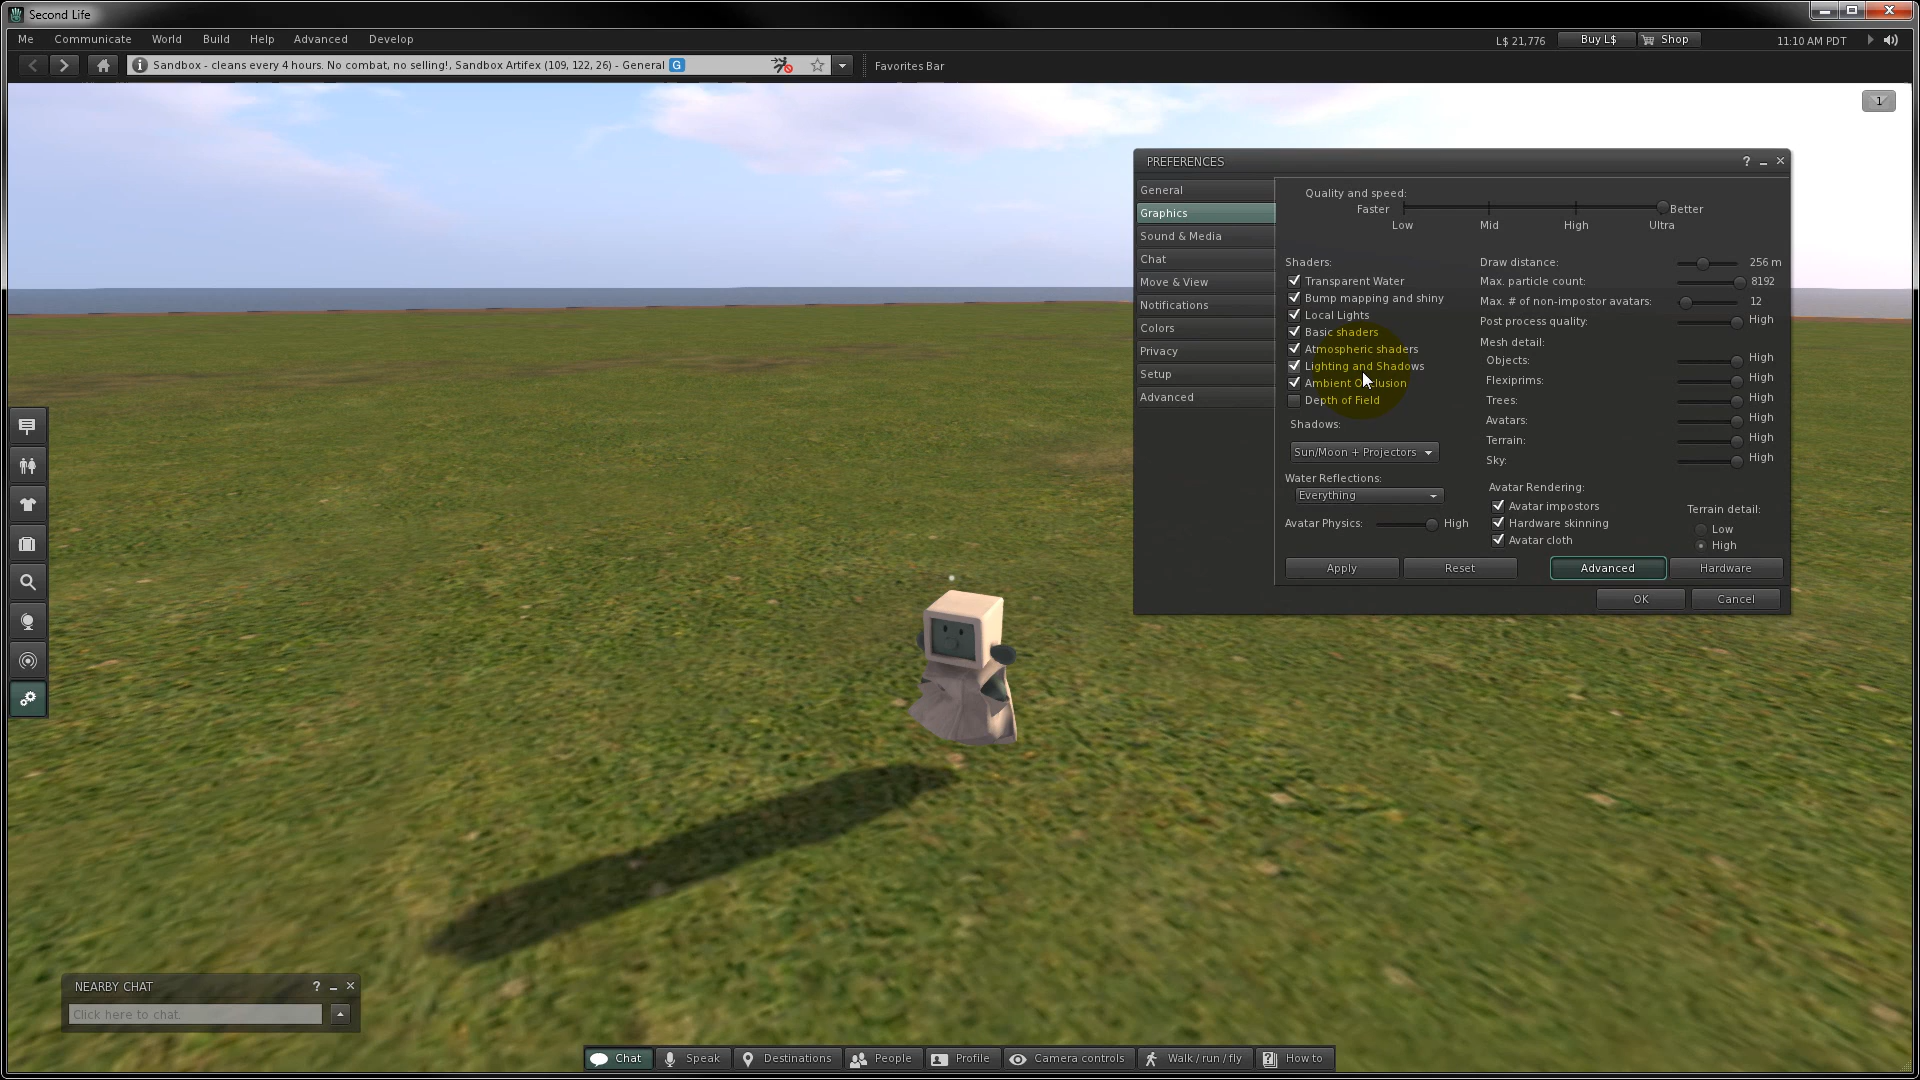 Second Life
Me Communicate World Build Help Advanced Develop
L$ 21,776 Buy L$ Shop 11:10 AM PDT
Sandbox - cleans every 4 hours. No combat, no selling!, Sandbox Artifex (109, 122, 26) - General G
Favorites Bar
1
PREFERENCES ?
General
Graphics
Sound & Media
Chat
Move & View
Notifications
Colors
Privacy
Setup
Advanced
Quality and speed:
Faster Better
Low Mid High Ultra
Shaders:
Transparent Water
Bump mapping and shiny
Local Lights
Basic shaders
Atmospheric shaders
Lighting and Shadows
Ambient Occlusion
Depth of Field
Shadows:
Sun/Moon + Projectors
Water Reflections:
Everything
Avatar Physics: High
Draw distance: 256 m
Max. particle count: 8192
Max. # of non-impostor avatars: 12
Post process quality: High
Mesh detail:
Objects: High
Flexiprims: High
Trees: High
Avatars: High
Terrain: High
Sky: High
Avatar Rendering:
Avatar impostors
Hardware skinning
Avatar cloth
Terrain detail:
Low
High
Apply Reset Advanced Hardware
OK Cancel
NEARBY CHAT ?
Click here to chat.
Chat Speak Destinations People Profile Camera controls Walk / run / fly How to